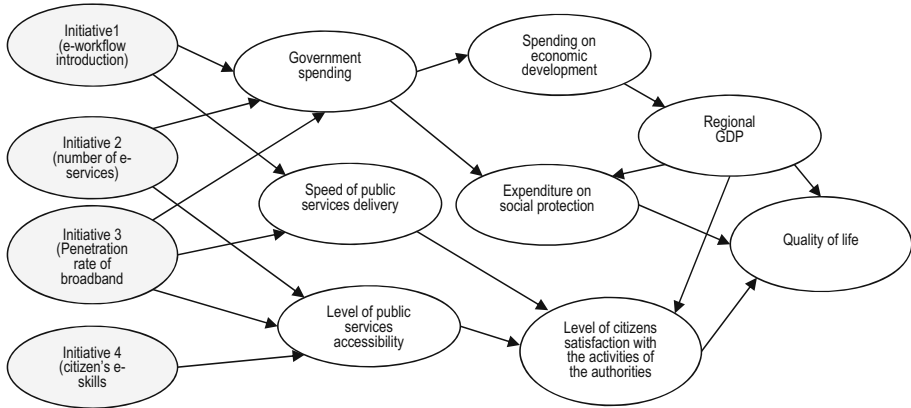 Initiative1
(e-workflow
introduction)
Government
spending
Spending on
economic
development
Initiative 2
(number of e-
services)
Regional
GDP
Speed of public
services delivery
Expenditure on
social protection
Initiative 3
(Penetration
rate of
broadband
Quality of life
Level of public
services
accessibility
Level of citizens
satisfaction with
the activities of
the authorities
Initiative 4
(citizen's e-
skills